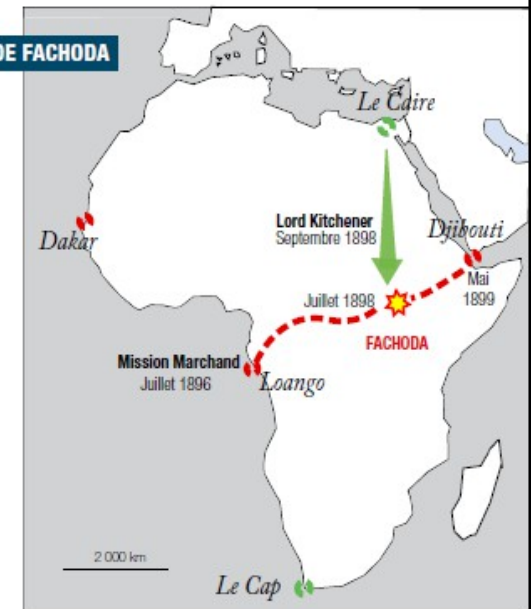 DE FACHODA
Le Caire
Lord Kitchener
Septembre 1898
Dakar
Djibouti
Juillet 1898
Mai
1899
FACHODA
Mission Marchand
Juillet 1896
Loango
2 000 km
Le Cap